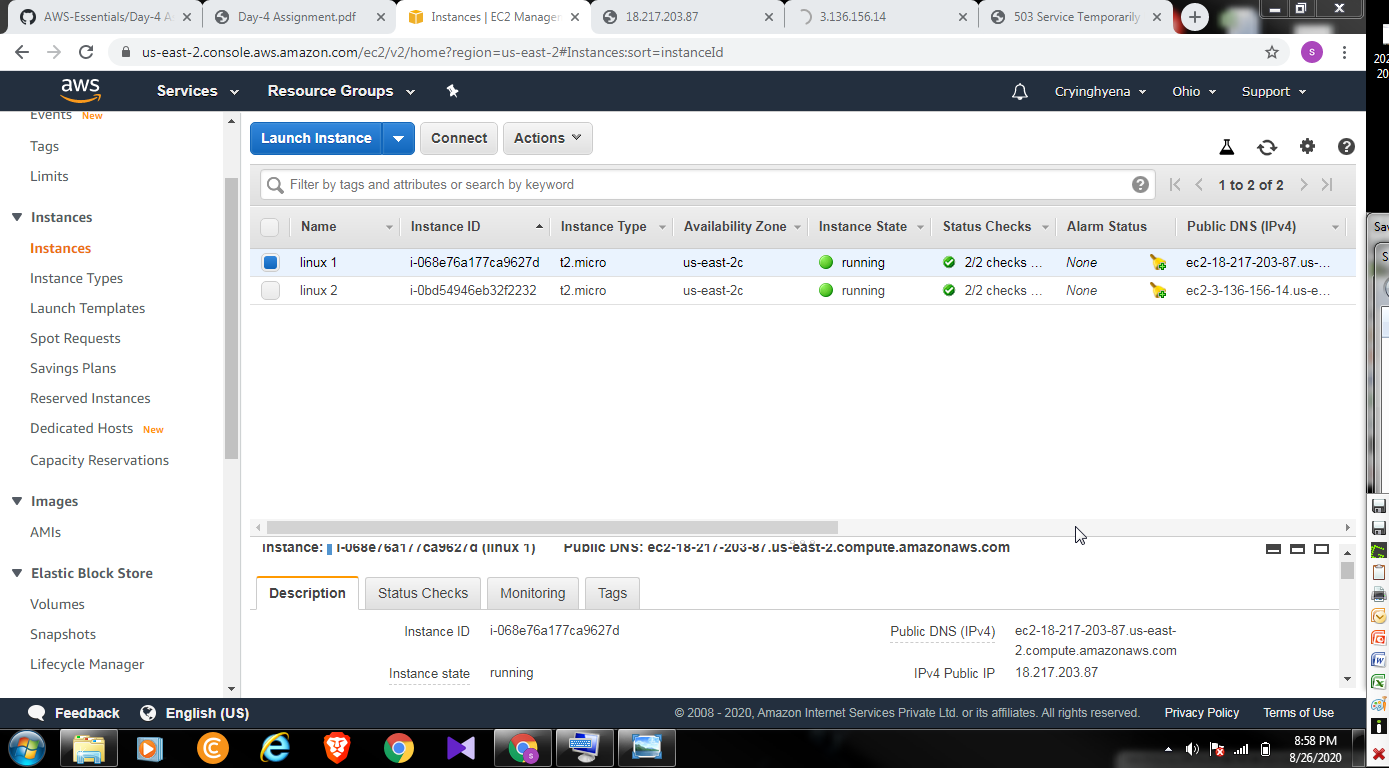 AWS-Essentials/Day-4 A
Day-4 Assignment.pdf
Instances | EC2 Manager
18.217.203.87
3.136.156.14
503 Service Temporarily
us-east-2.console.aws.amazon.com/ec2/v2/home?region=us-east-2#Instances:sort=instanceId
s
aws
Services
Resource Groups
Cryinghyena
Ohio
Support
Events New
Tags
Limits
Instances
Instances
Instance Types
Launch Templates
Spot Requests
Savings Plans
Reserved Instances
Dedicated Hosts New
Capacity Reservations
Images
AMIs
Elastic Block Store
Volumes
Snapshots
Lifecycle Manager
Launch Instance
Connect
Actions
Filter by tags and attributes or search by keyword
1 to 2 of 2
Name Instance ID Instance Type Availability Zone Instance State Status Checks Alarm Status Public DNS (IPv4)
linux 1 i-068e76a177ca9627d t2.micro us-east-2c running 2/2 checks ... None ec2-18-217-203-87.us-...
linux 2 i-0bd54946eb32f2232 t2.micro us-east-2c running 2/2 checks ... None ec2-3-136-156-14.us-e...
Instance: i-068e76a177ca9627d (linux 1) Public DNS: ec2-18-217-203-87.us-east-2.compute.amazonaws.com
Description
Status Checks
Monitoring
Tags
Instance ID i-068e76a177ca9627d
Public DNS (IPv4) ec2-18-217-203-87.us-east-
2.compute.amazonaws.com
Instance state running
IPv4 Public IP 18.217.203.87
Feedback
English (US)
© 2008 - 2020, Amazon Internet Services Private Ltd. or its affiliates. All rights reserved.
Privacy Policy
Terms of Use
8:58 PM
8/26/2020